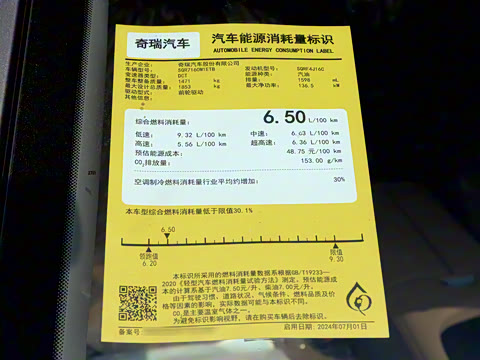 奇瑞汽车
汽车能源消耗量标识
AUTOMOBILE ENERGY CONSUMPTION LABEL
生产企业： 奇瑞汽车股份有限公司
车辆型号： SQR7160W1ETB 发动机型号： SQRF4J16C
变速器类型： DCT 能源种类： 汽油
整车整备质量： 1471 kg 排量： 1598 mL
最大设计总质量： 1853 kg 最大净功率： 136.5 kW
驱动型式： 前轮驱动
其他信息：
综合燃料消耗量： 6.50 L/100 km
低速： 9.32 L/100 km 中速： 6.63 L/100 km
高速： 5.56 L/100 km 超高速： 6.36 L/100 km
预估能源成本： 48.75 元/100 km
CO₂排放量： 153.00 g/km
空调制冷燃料消耗量行业平均约增加： 30%
本车型综合燃料消耗量低于限值30.1%
6.50
领跑值 限值
6.20 9.30
本标识所采用的燃料消耗量数据系根据GB/T19233—
2020《轻型汽车燃料消耗量试验方法》测定，预估能源成
本的计算系基于汽油7.50元/升、柴油7.00元/升。
由于驾驶习惯、道路状况、气候条件、燃料品质及价
格等因素的影响，实际数据可能与本标识不同。
CO₂是主要温室气体之一。
为避免标识影响视野，请在购买车辆后去除标识。
备案号： 启用日期：2024年07月01日